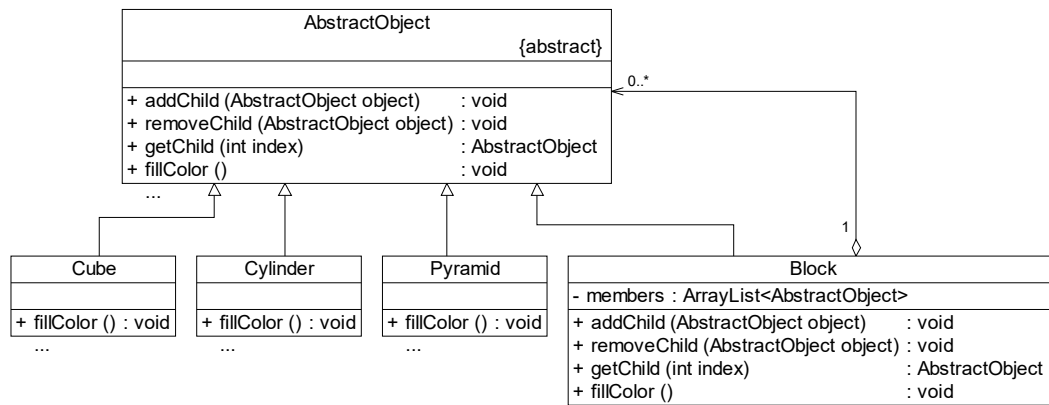 AbstractObject
{abstract}
+ addChild (AbstractObject object) : void
+ removeChild (AbstractObject object) : void
+ getChild (int index) : AbstractObject
+ fillColor () : void
...
0..*
1
Cube
+ fillColor () : void
...
Cylinder
+ fillColor () : void
...
Pyramid
+ fillColor () : void
...
Block
- members : ArrayList<AbstractObject>
+ addChild (AbstractObject object) : void
+ removeChild (AbstractObject object) : void
+ getChild (int index) : AbstractObject
+ fillColor () : void